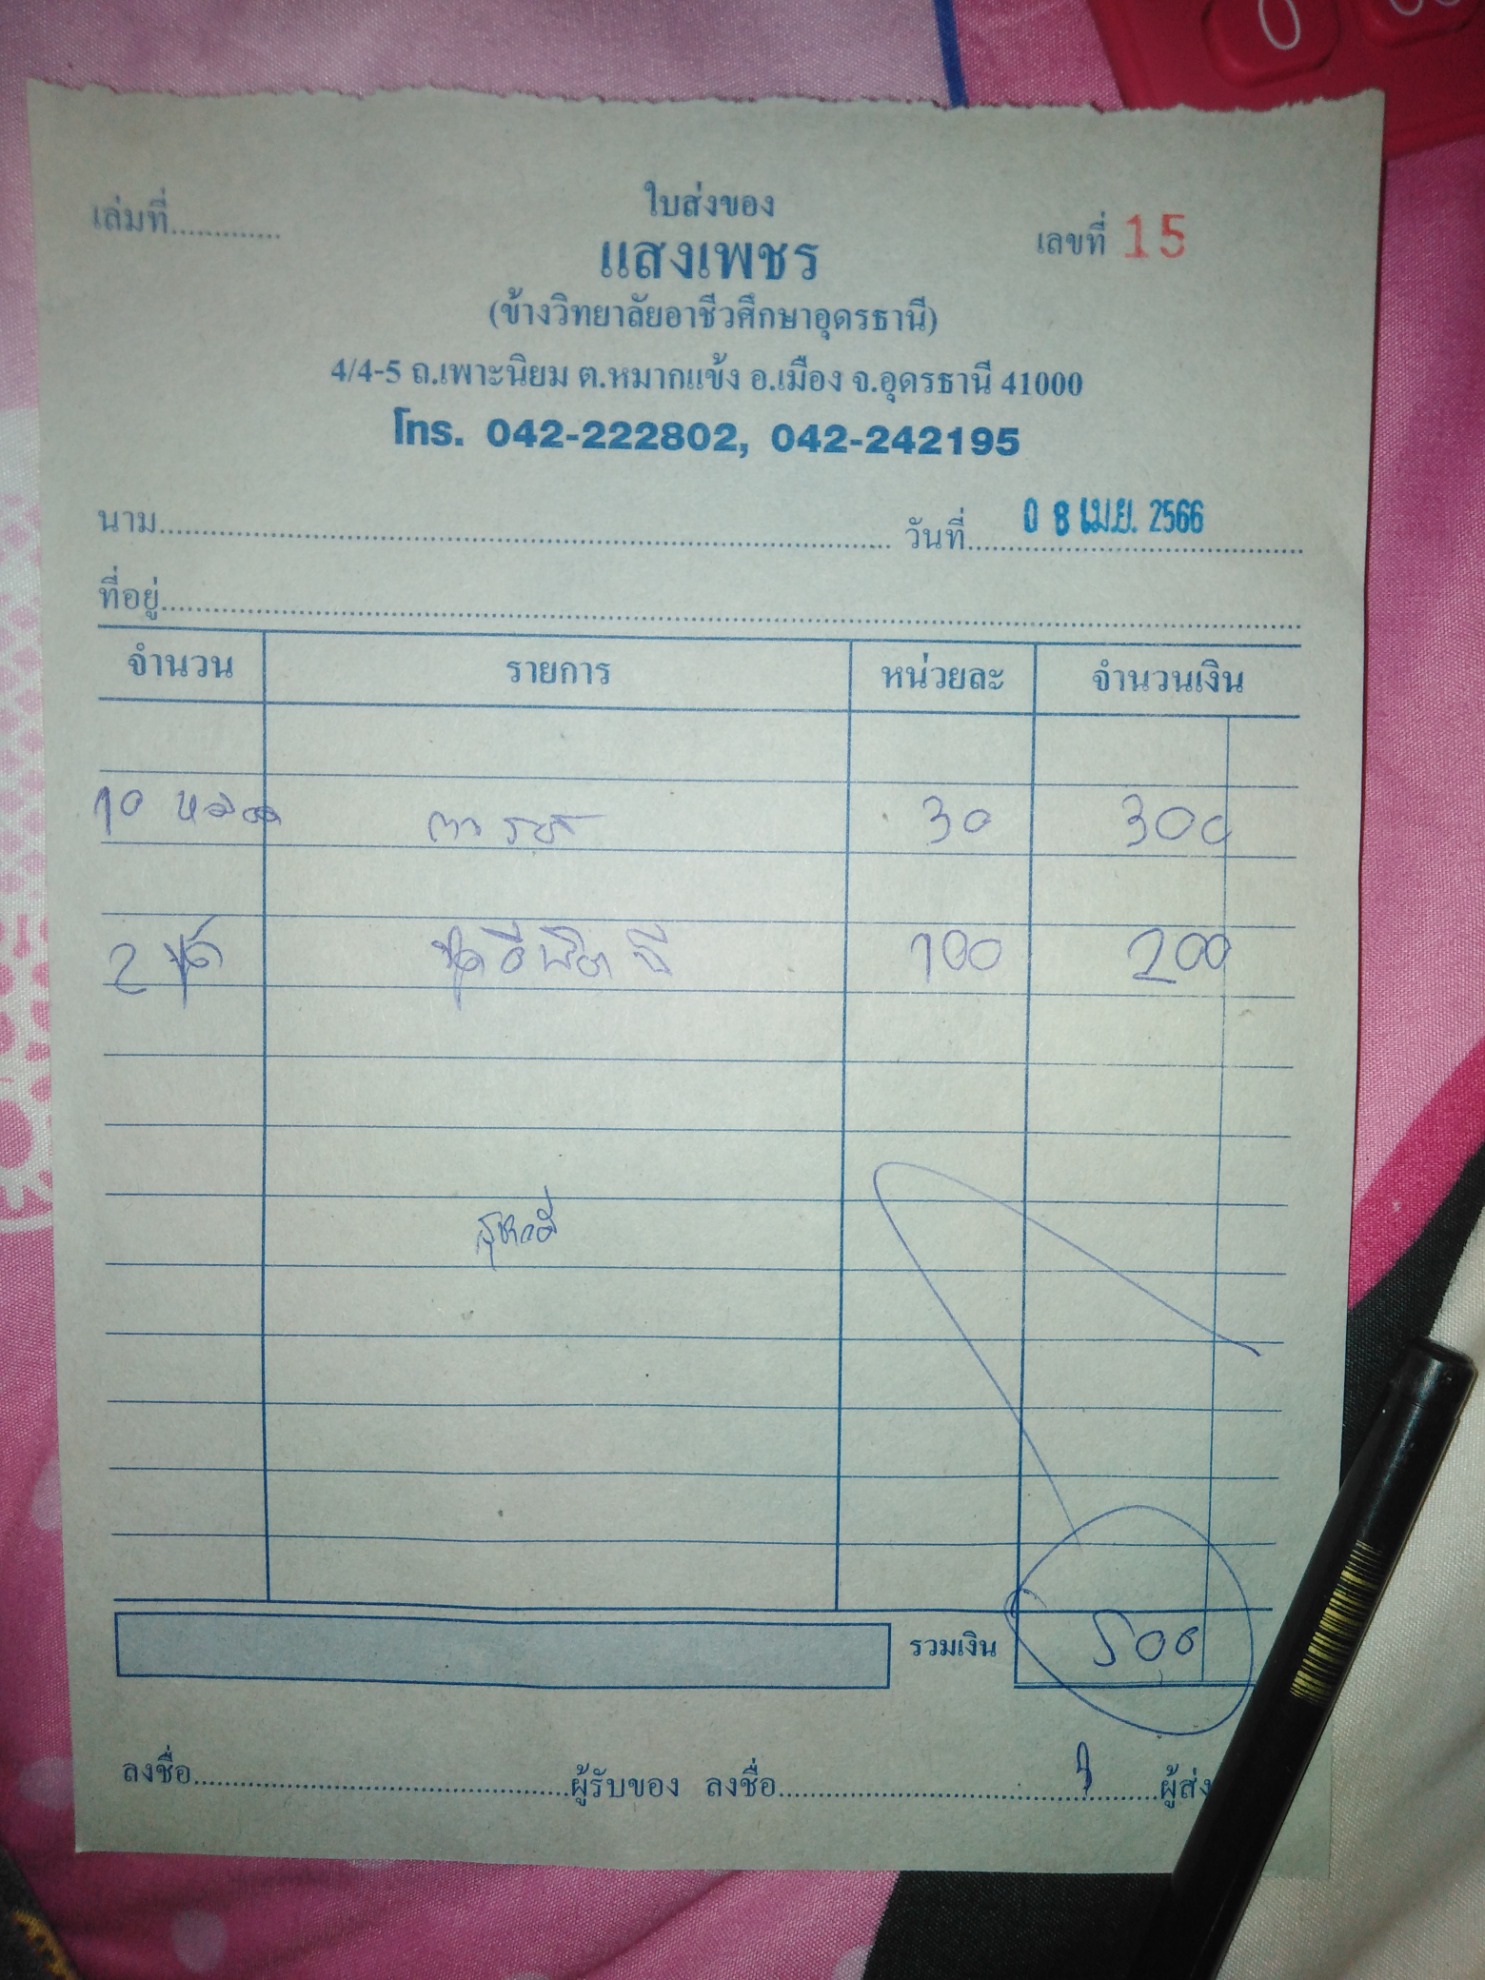 ใบส่งของ
เล่มที่............. แสงเพชร เลขที่ 15
(ข้างวิทยาลัยอาชีวศึกษาอุดรธานี)
4/4-5 ถ.เพาะนิยม ต.หมากแข้ง อ.เมือง จ.อุดรธานี 41000
โทร. 042-222802, 042-242195
นาม........................ วันที่ 08 เม.ย. 2566
ที่อยู่........................
จำนวน รายการ หน่วยละ จำนวนเงิน
10 30 300
2 ชุด ชุด 100 200
รวมเงิน 500
ลงชื่อ........................ผู้รับของ ลงชื่อ........................ผู้ส่ง
0